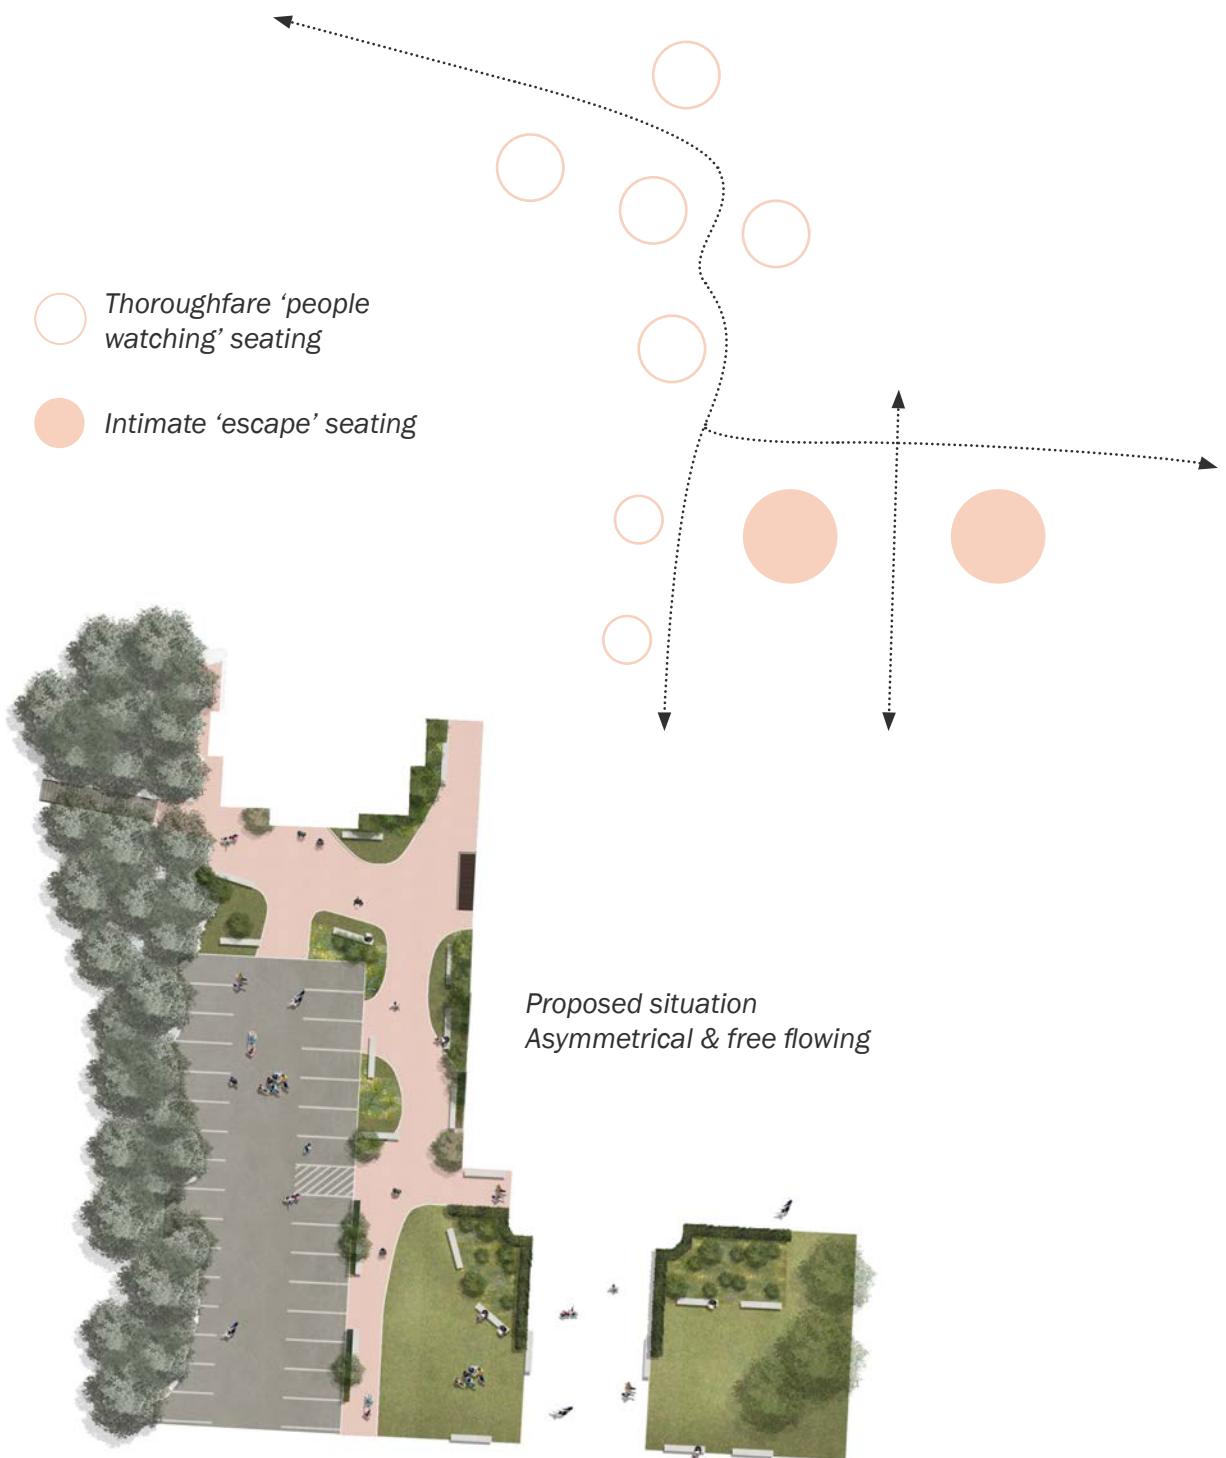 Thoroughfare ‘people
watching’ seating
Intimate ‘escape’ seating
Proposed situation
Asymmetrical & free flowing